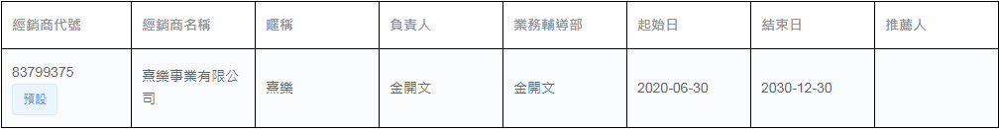 經銷商代號 經銷商名稱 暱稱 負責人 業務輔導部 起始日 結束日 推薦人
83799375
預設
熹樂事業有限公
司
熹樂
金開文
金開文
2020-06-30
2030-12-30